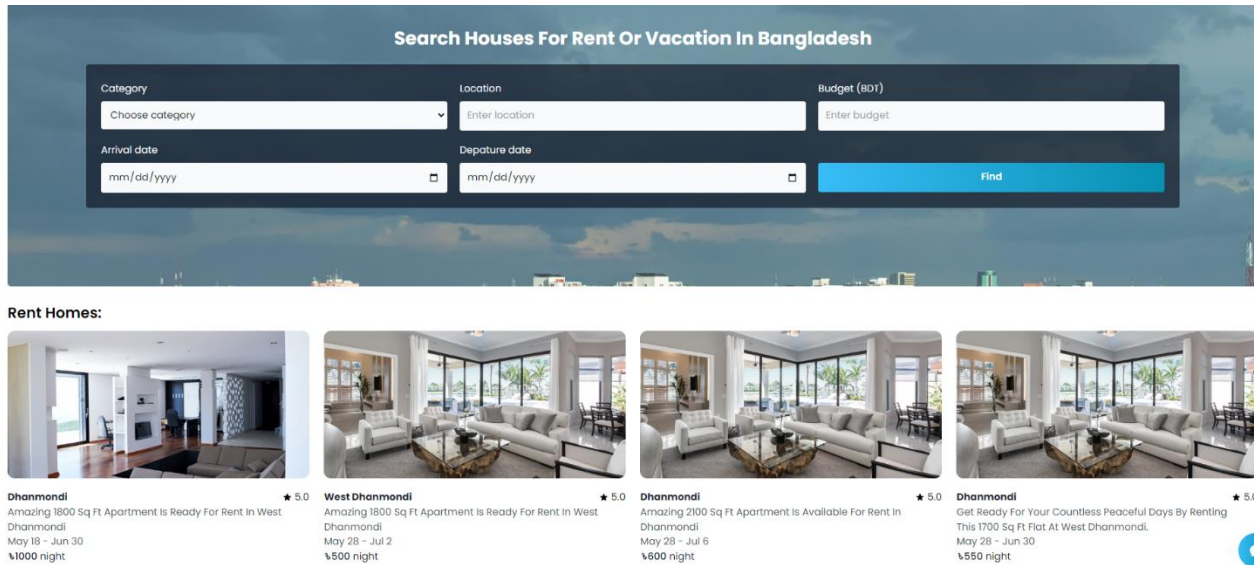 Search Houses For Rent Or Vacation In Bangladesh
Category
Location
Budget (BDT)
Choose category
Enter location
Enter budget
Arrival date
Depature date
mm/dd/yyyy
mm/dd/yyyy
Find
Rent Homes:
Dhanmondi ★ 5.0
Amazing 1800 Sq Ft Apartment Is Ready For Rent In West
Dhanmondi
May 18 - Jun 30
৳1000 night
West Dhanmondi ★ 5.0
Amazing 1800 Sq Ft Apartment Is Ready For Rent In West
Dhanmondi
May 28 - Jul 2
৳500 night
Dhanmondi ★ 5.0
Amazing 2100 Sq Ft Apartment Is Available For Rent In
Dhanmondi
May 28 - Jul 6
৳600 night
Dhanmondi ★ 5.0
Get Ready For Your Countless Peaceful Days By Renting
This 1700 Sq Ft Flat At West Dhanmondi.
May 28 - Jun 30
৳550 night